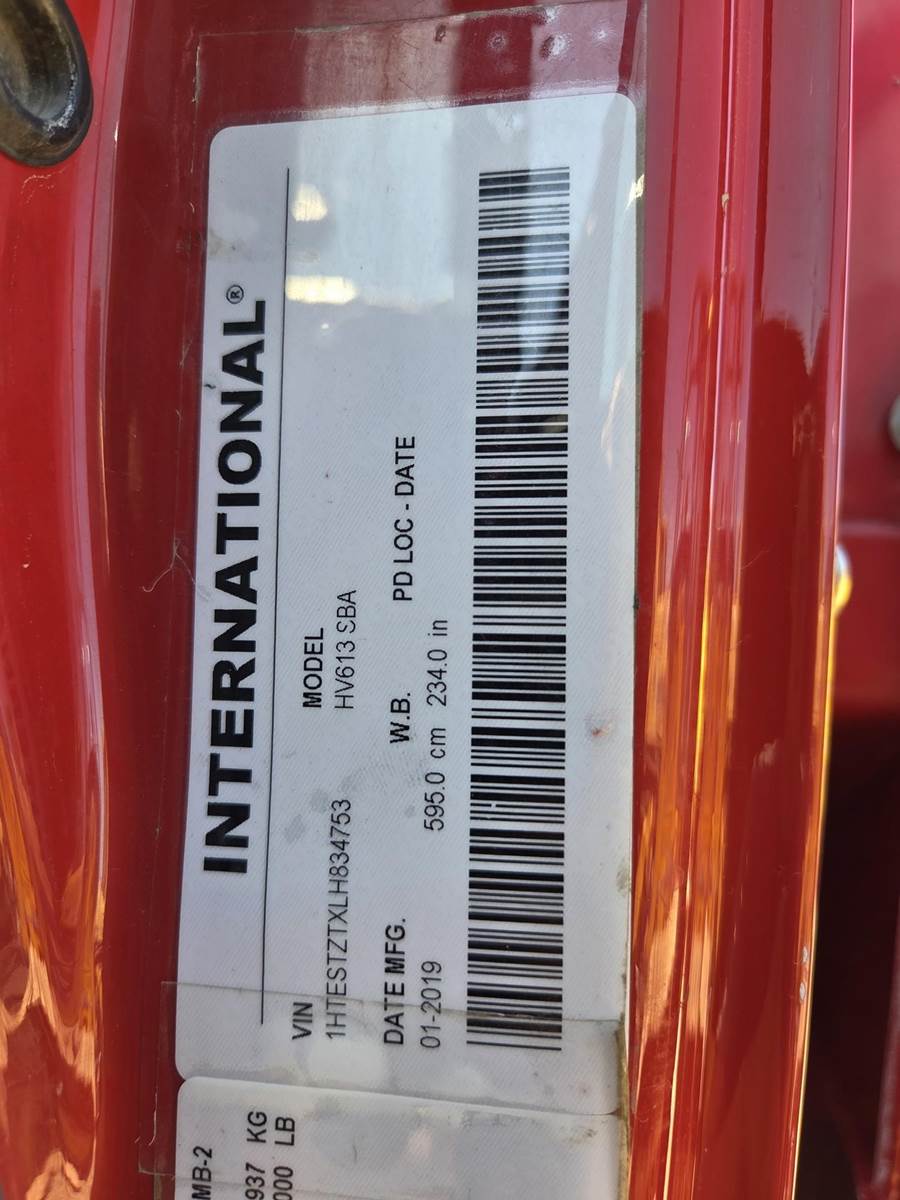 INTERNATIONAL®
VIN MODEL
1HTESTZTXLH834753 HV613 SBA
DATE MFG. W.B. PD LOC - DATE
01-2019 595.0 cm 234.0 in
MB-2
937 KG
000 LB